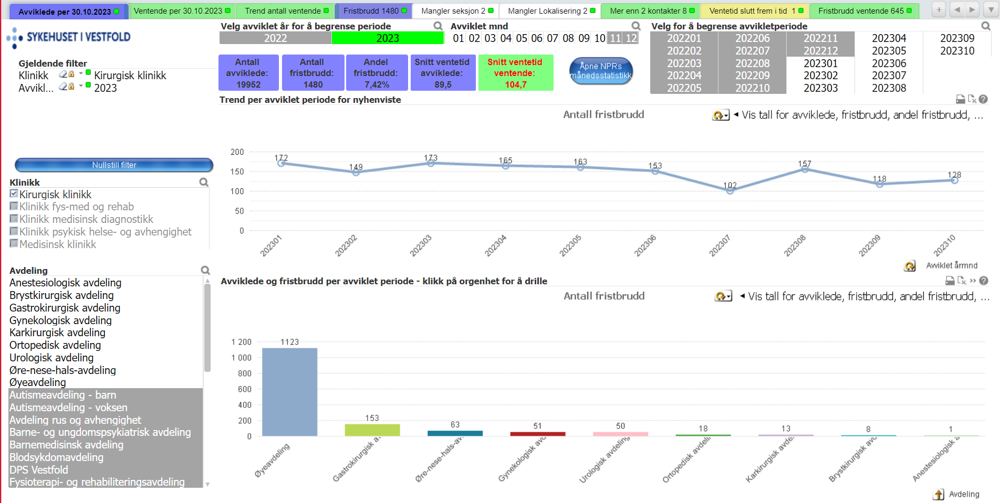 Avviklede per 30.10.2023
Ventende per 30.10.2023
Trend antall ventende
Fristbrudd 1480
Mangler seksjon 2
Mangler Lokalisering 2
Mer enn 2 kontakter 8
Ventetid slutt frem i tid 1
Fristbrudd ventende 645
SYKEHUSET I VESTFOLD
Gjeldende filter
Klinikk Kirurgisk klinikk
Avvikl... 2023
Nullstill filter
Klinikk
Kirurgisk klinikk
Klinikk fys-med og rehab
Klinikk medisinsk diagnostikk
Klinikk psykisk helse- og avhengighet
Medisinsk klinikk
Avdeling
Anestesiologisk avdeling
Brystkirurgisk avdeling
Gastrokirurgisk avdeling
Gynekologisk avdeling
Karkirurgisk avdeling
Ortopedisk avdeling
Urologisk avdeling
Øre-nese-hals-avdeling
Øyeavdeling
Autismeavdeling - barn
Autismeavdeling - voksen
Avdeling rus og avhengighet
Barne- og ungdomspsykiatrisk avdeling
Barnemedisinsk avdeling
Blodsykdomavdeling
DPS Vestfold
Fysioterapi- og rehabiliteringsavdeling
Velg avviklet år for å begrense periode
2022 2023
Avviklet mnd
01 02 03 04 05 06 07 08 09 10 11 12
Velg for å begrense avvikletperiode
202201 202206 202211 202304 202309
202202 202207 202212 202305 202310
202203 202208 202301 202306
202204 202209 202302 202307
202205 202210 202303 202308
Antall
avviklede:
19952
Antall
fristbrudd:
1480
Andel
fristbrudd:
7,42%
Snitt ventetid
avviklede:
89,5
Snitt ventetid
ventende:
104,7
Åpne NPRs
månedsstatistikk
Trend per avviklet periode for nyhenviste
Antall fristbrudd
Vis tall for avviklede, fristbrudd, andel fristbrudd, ...
200
150
100
50
0
172 149 173 165 163 153 102 157 118 128
202301 202302 202303 202304 202305 202306 202307 202308 202309 202310
Avviklet årmnd
Avviklede og fristbrudd per avviklet periode - klikk på orgenhet for å drille
Antall fristbrudd
Vis tall for avviklede, fristbrudd, andel fristbrudd, ...
1 200
1 000
800
600
400
200
0
1123 153 63 51 50 18 13 8 1
Øyeavdeling
Gastrokirurgisk a
Øre-nese-hals-av
Gynekologisk avd
Urologisk avdeling
Ortopedisk avdeli
Karkirurgisk avde
Brystkirurgisk avd
Anestesiologisk a
Avdeling